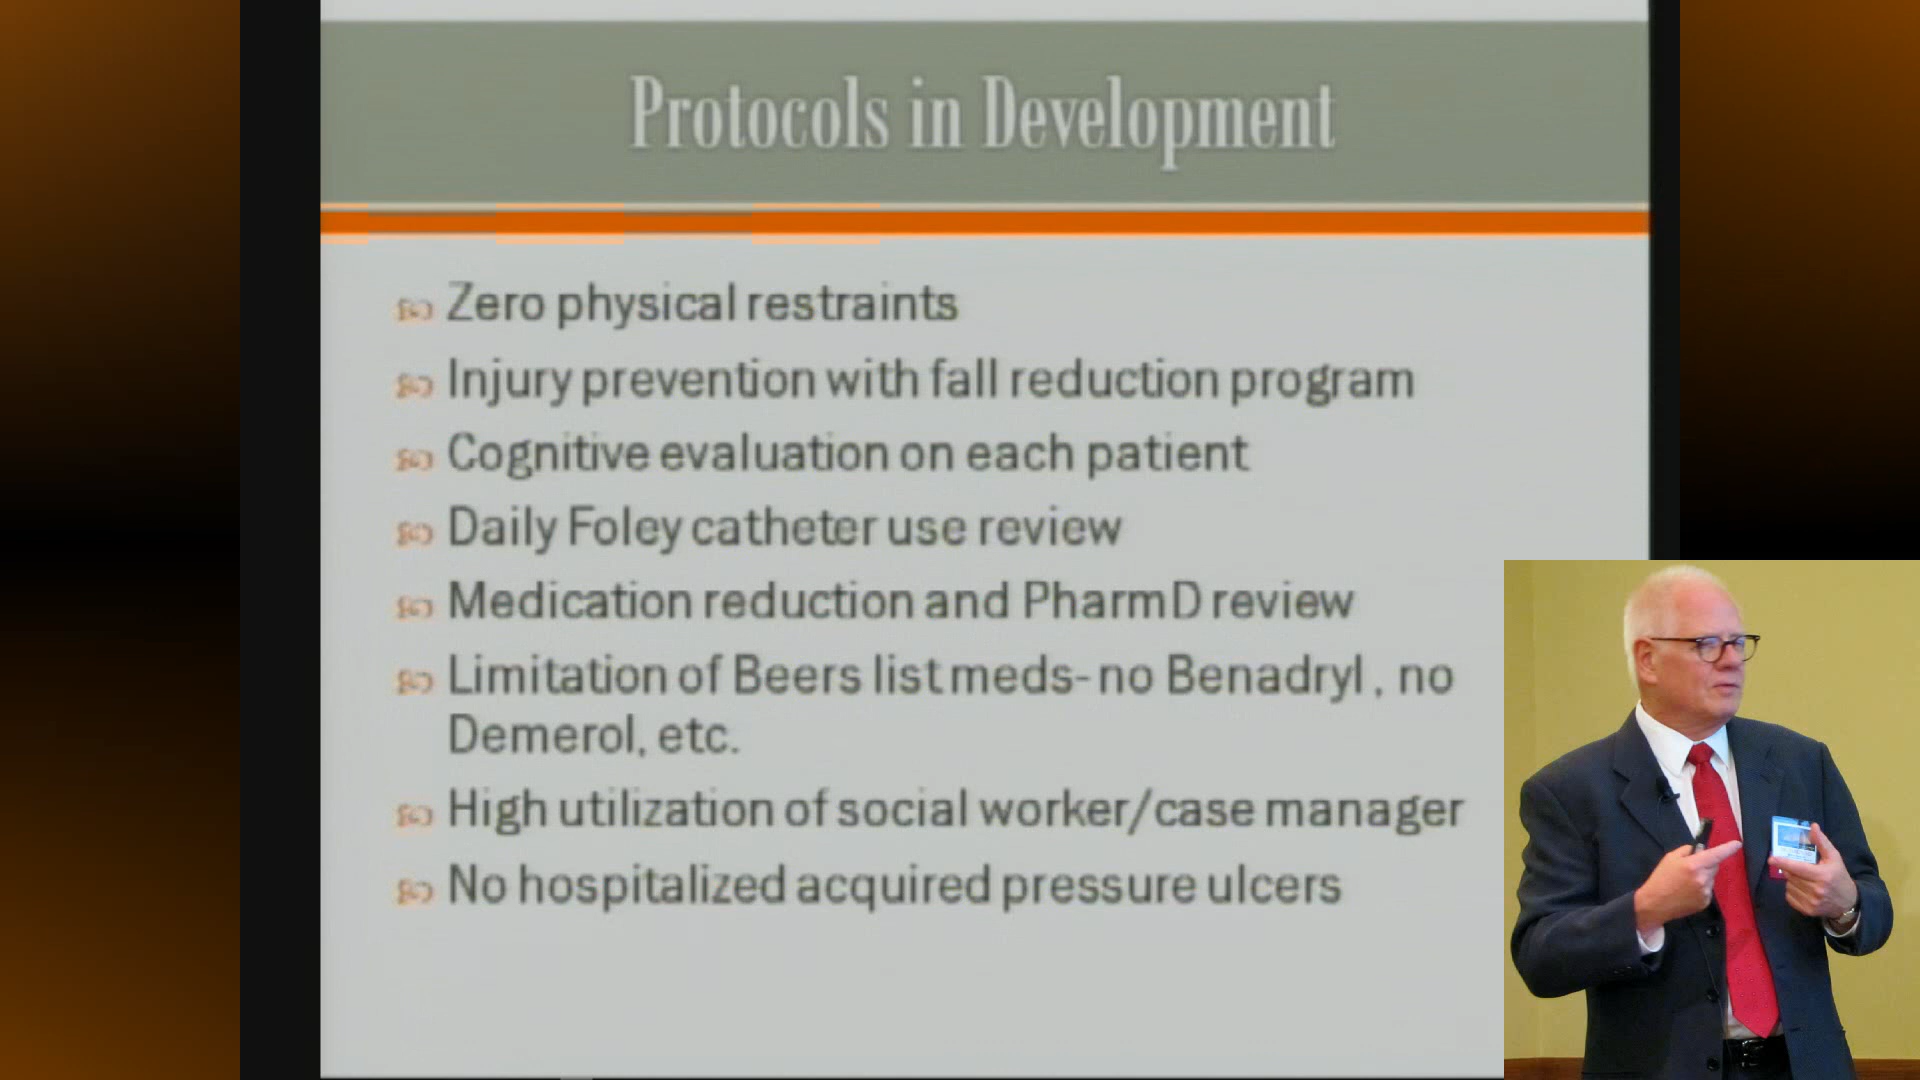 Protocols in Development
Zero physical restraints
Injury prevention with fall reduction program
Cognitive evaluation on each patient
Daily Foley catheter use review
Medication reduction and PharmD review
Limitation of Beers list meds- no Benadryl , no
Demerol, etc.
High utilization of social worker/case manager
No hospitalized acquired pressure ulcers